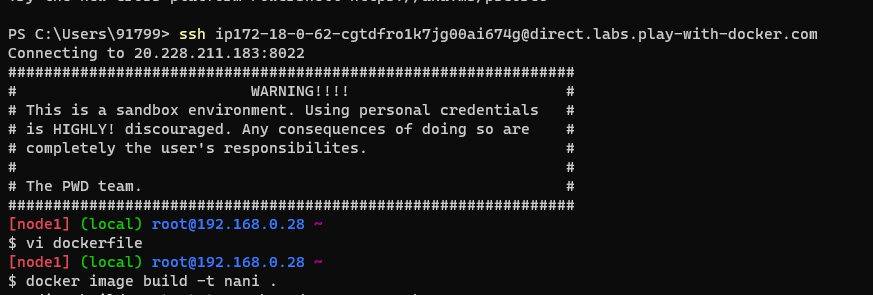 PS C:\Users\91799> ssh ip172-18-0-62-cgtdfro1k7jg00ai674g@direct.labs.play-with-docker.com
Connecting to 20.228.211.183:8022
###############################################################
#                          WARNING!!!!                        #
# This is a sandbox environment. Using personal credentials   #
# is HIGHLY! discouraged. Any consequences of doing so are    #
# completely the user's responsibilites.                      #
#                                                             #
# The PWD team.                                               #
###############################################################
[node1] (local) root@192.168.0.28 ~
$ vi dockerfile
[node1] (local) root@192.168.0.28 ~
$ docker image build -t nani .